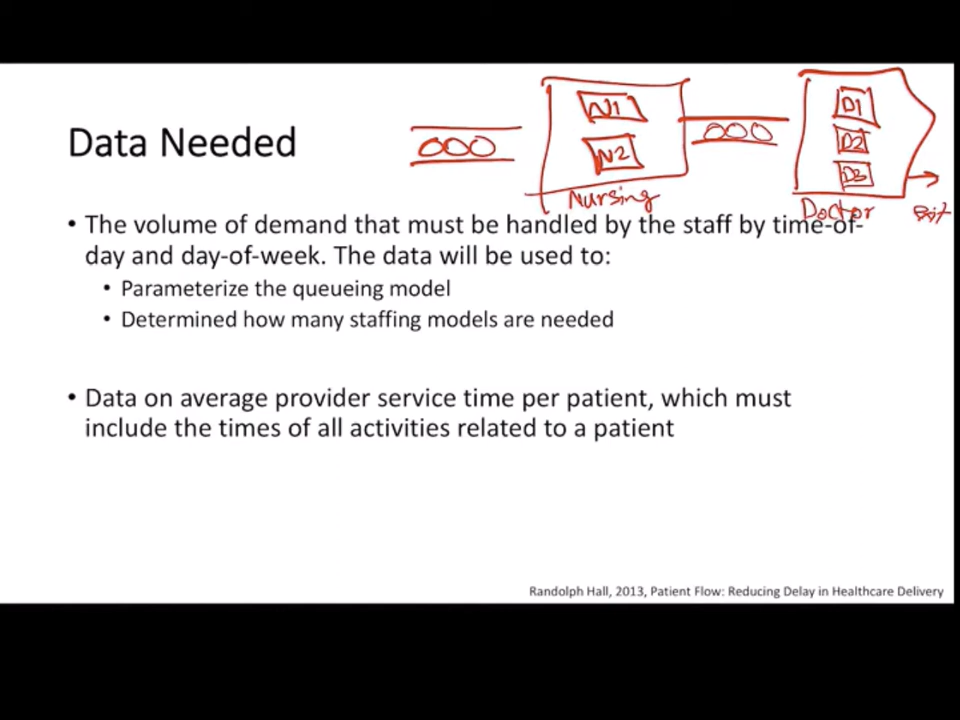 N1
D1
Data Needed
000
000
D2
N2
D3
Nursing
Doctor
Exit
• The volume of demand that must be handled by the staff by time-of-
day and day-of-week. The data will be used to:
• Parameterize the queueing model
• Determined how many staffing models are needed
• Data on average provider service time per patient, which must
include the times of all activities related to a patient
Randolph Hall, 2013, Patient Flow: Reducing Delay in Healthcare Delivery